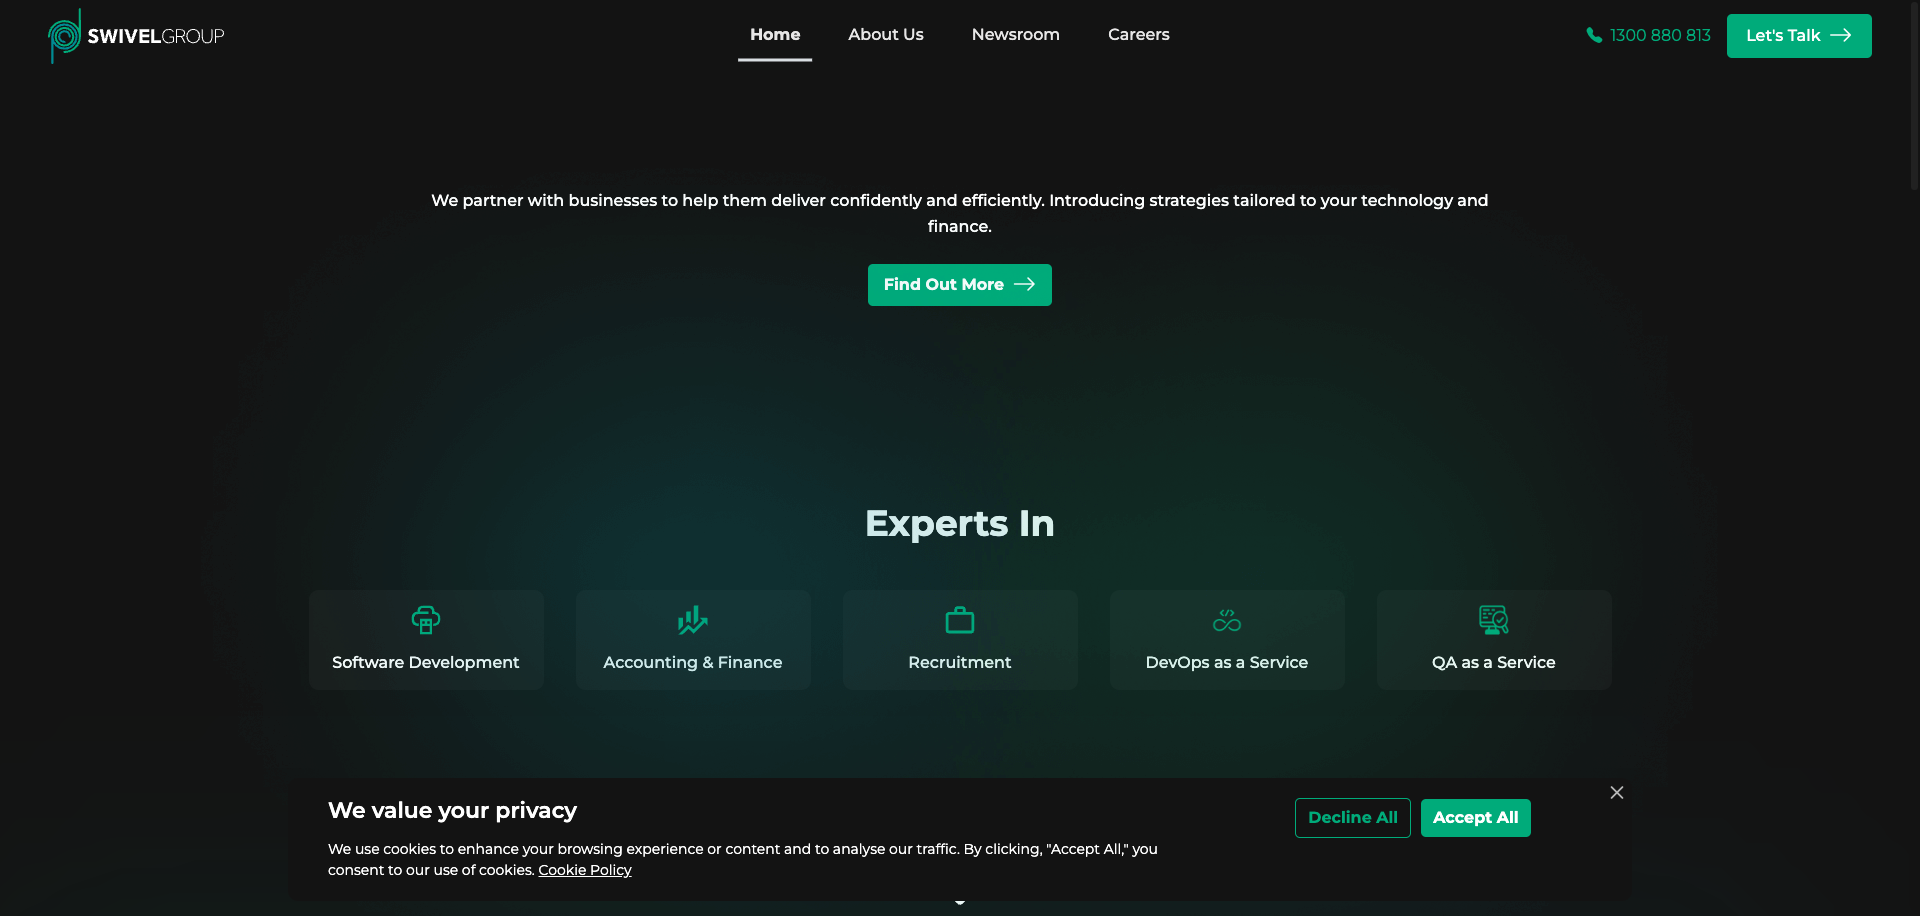 SWIVELGROUP
Home
About Us
Newsroom
Careers
1300 880 813
Let's Talk
We partner with businesses to help them deliver confidently and efficiently. Introducing strategies tailored to your technology and
finance.
Find Out More
Experts In
Software Development
Accounting & Finance
Recruitment
DevOps as a Service
QA as a Service
We value your privacy
Decline All
Accept All
We use cookies to enhance your browsing experience or content and to analyse our traffic. By clicking, "Accept All," you
consent to our use of cookies. Cookie Policy